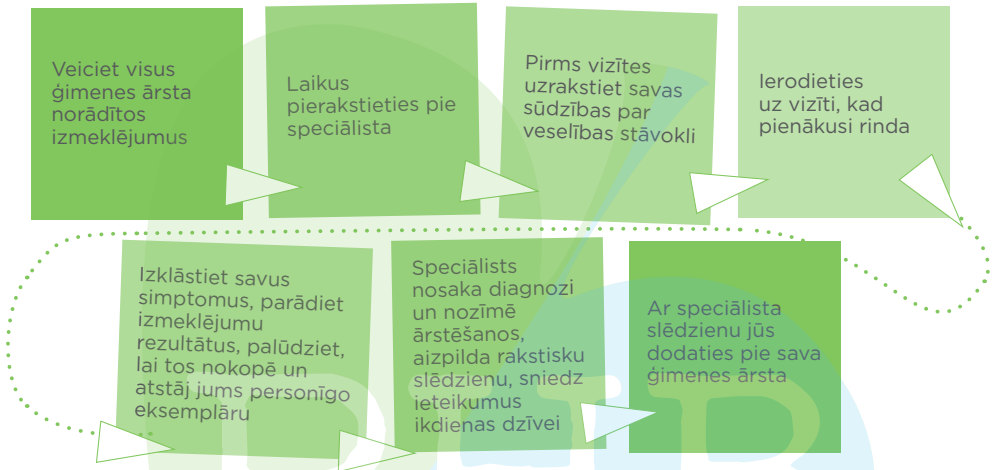 Veiciet visus
ģimenes ārsta
norādītos
izmeklējumus
Laikus
pierakstieties pie
speciālista
Pirms vizītes
uzrakstiet savas
sūdzības par
veselības stāvokli
Ierodieties
uz vizīti, kad
pienākusi rinda
Izklāstiet savus
simptomus, parādiet
izmeklējumu
rezultātus, palūdziet,
lai tos nokopē un
atstāj jums personīgo
eksemplāru
Speciālists
nosaka diagnozi
un nozīmē
ārstēšanos,
aizpilda rakstisku
slēdzienu, sniedz
ieteikumus
ikdienas dzīvei
Ar speciālista
slēdzienu jūs
dodaties pie sava
ģimenes ārsta